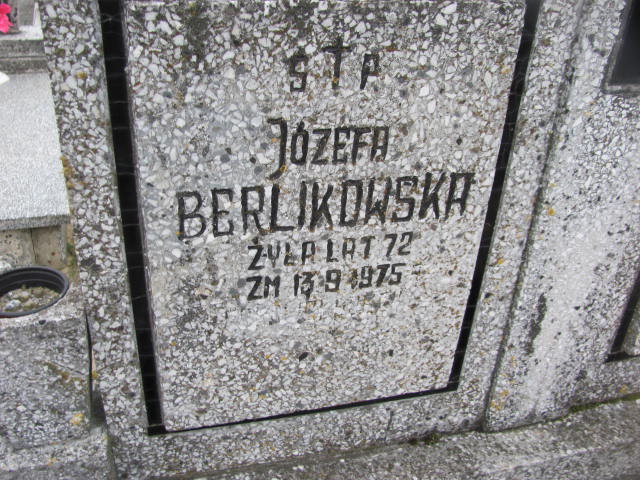 S † P
JÓZEFA
BERLIKOWSKA
ŻYŁA LAT 72
ZM 13·9·1975